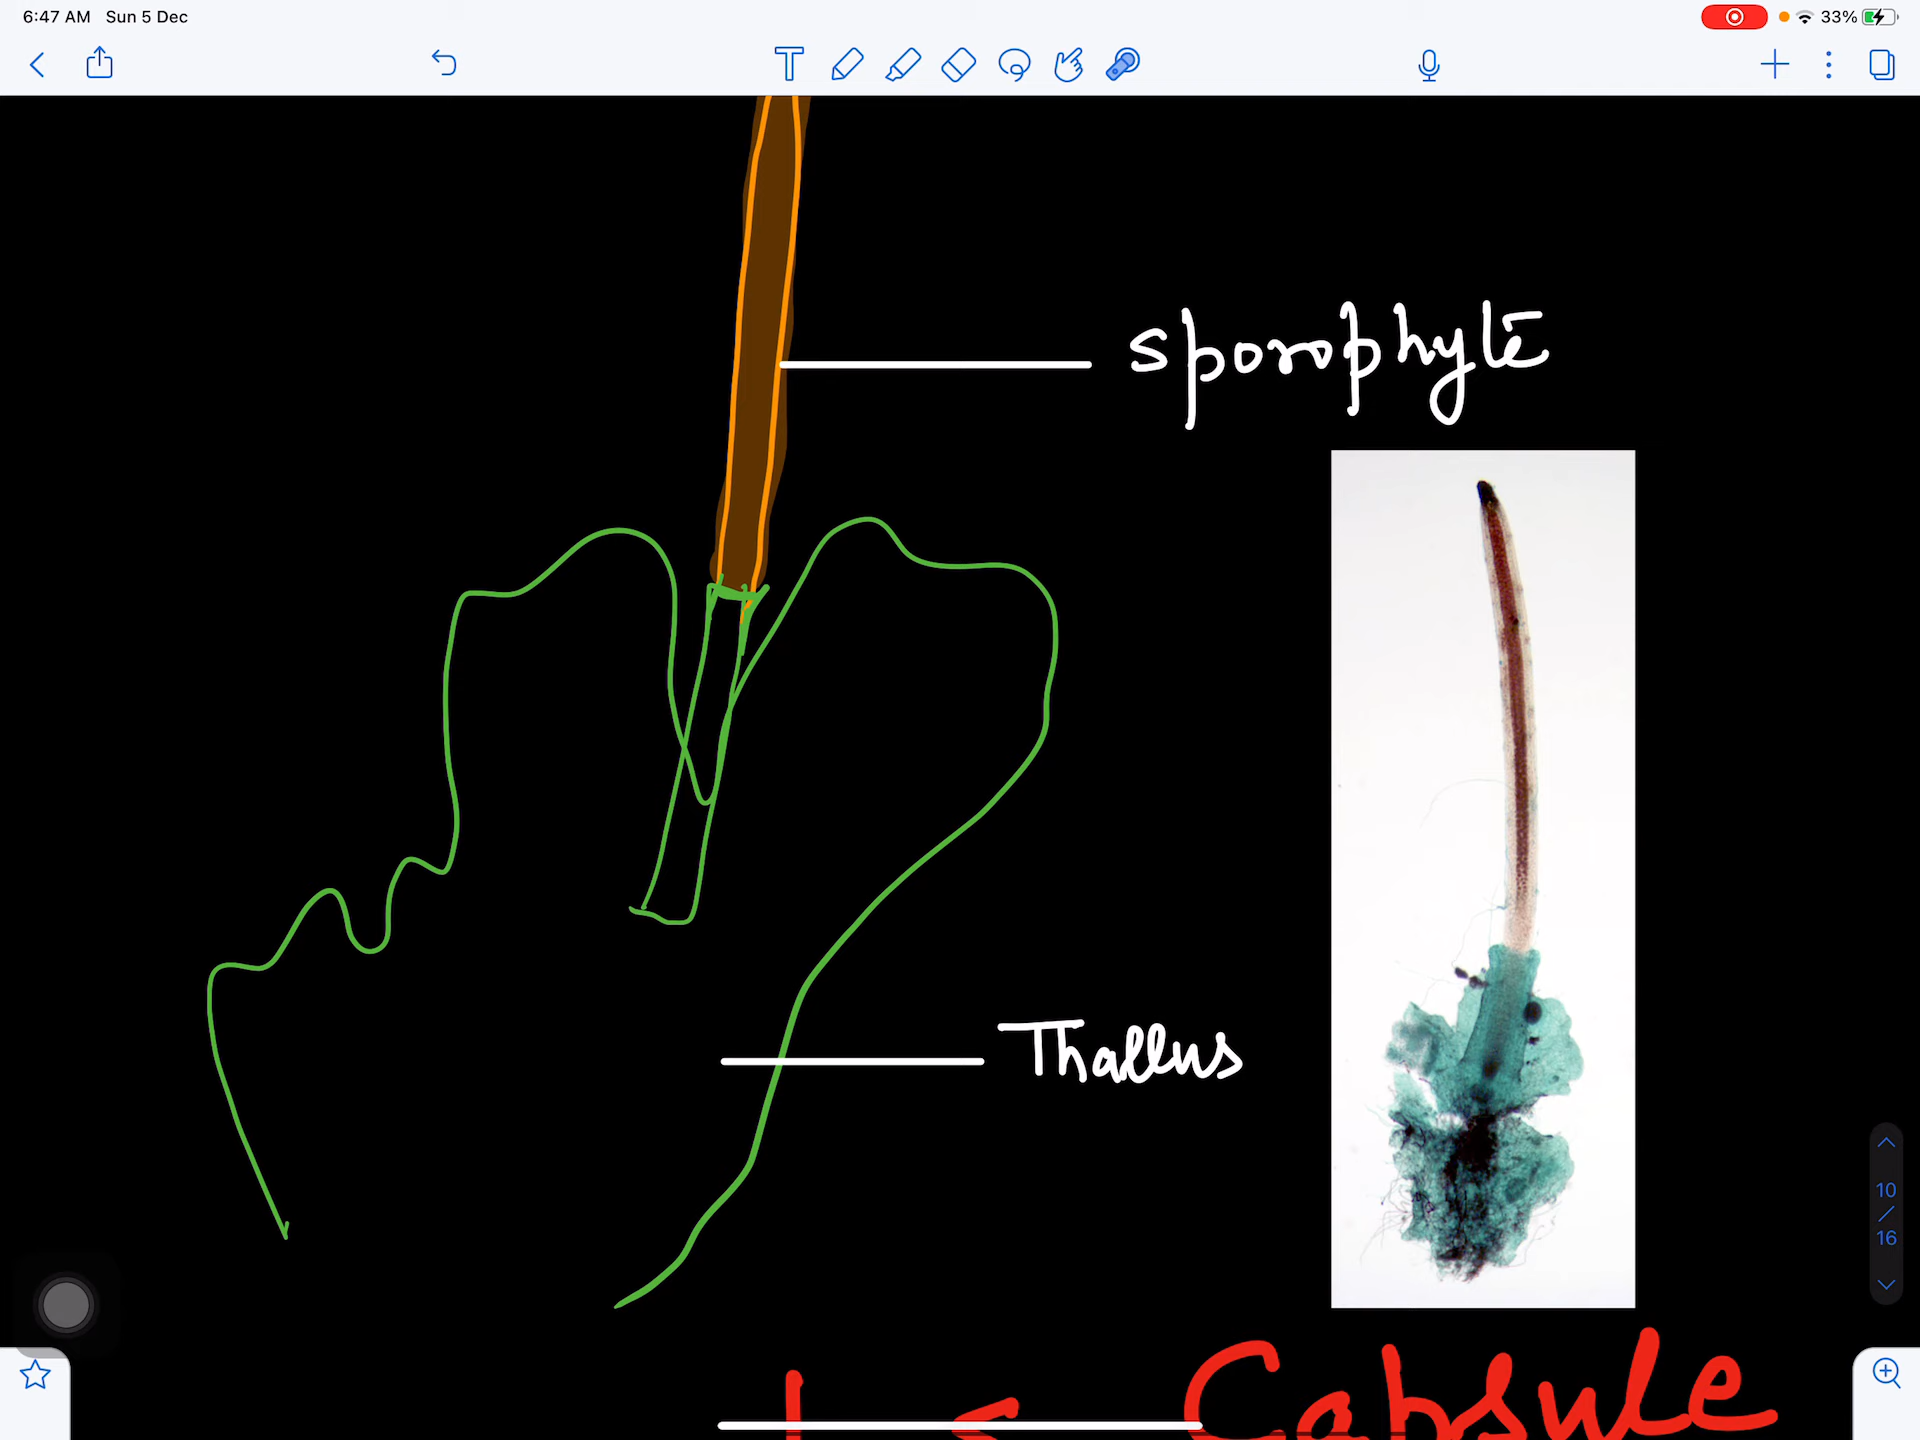 6:47 AM Sun 5 Dec
33%
T
sporophyte
Thallus
10
/
16
Capsule